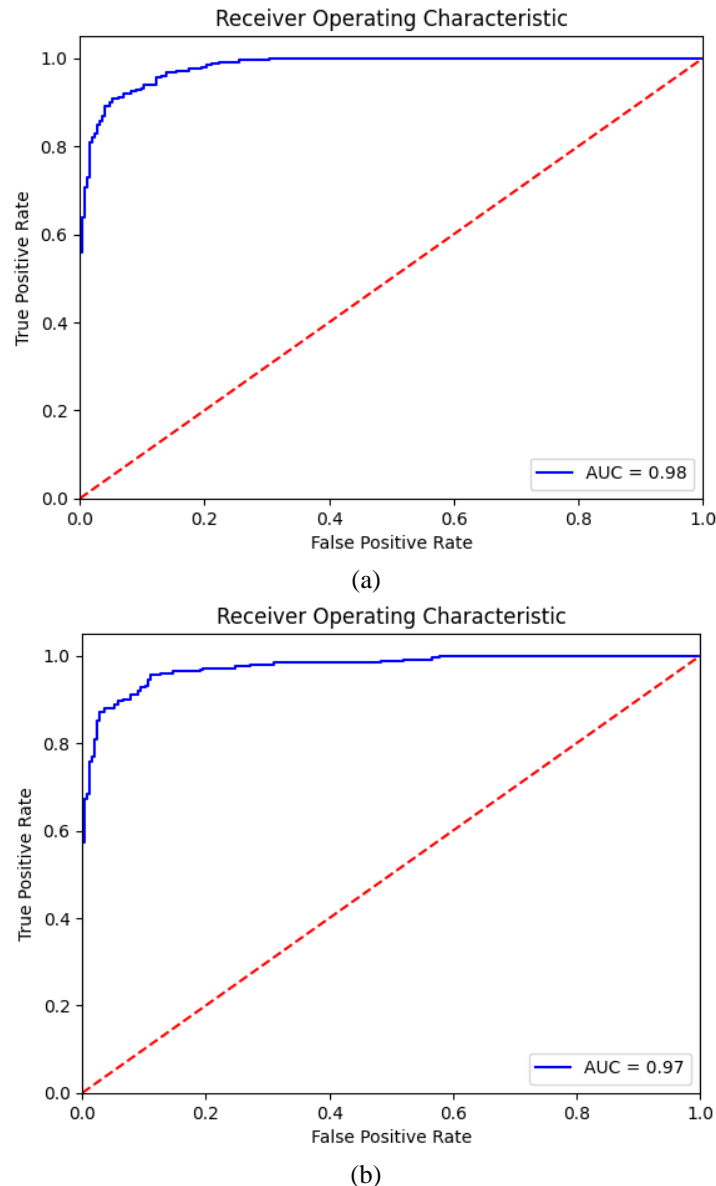 Receiver Operating Characteristic
1.0
0.8
0.6
0.4
0.2
0.0
True Positive Rate
AUC = 0.98
0.0 0.2 0.4 0.6 0.8 1.0
False Positive Rate
(a)
Receiver Operating Characteristic
1.0
0.8
0.6
0.4
0.2
0.0
True Positive Rate
AUC = 0.97
0.0 0.2 0.4 0.6 0.8 1.0
False Positive Rate
(b)